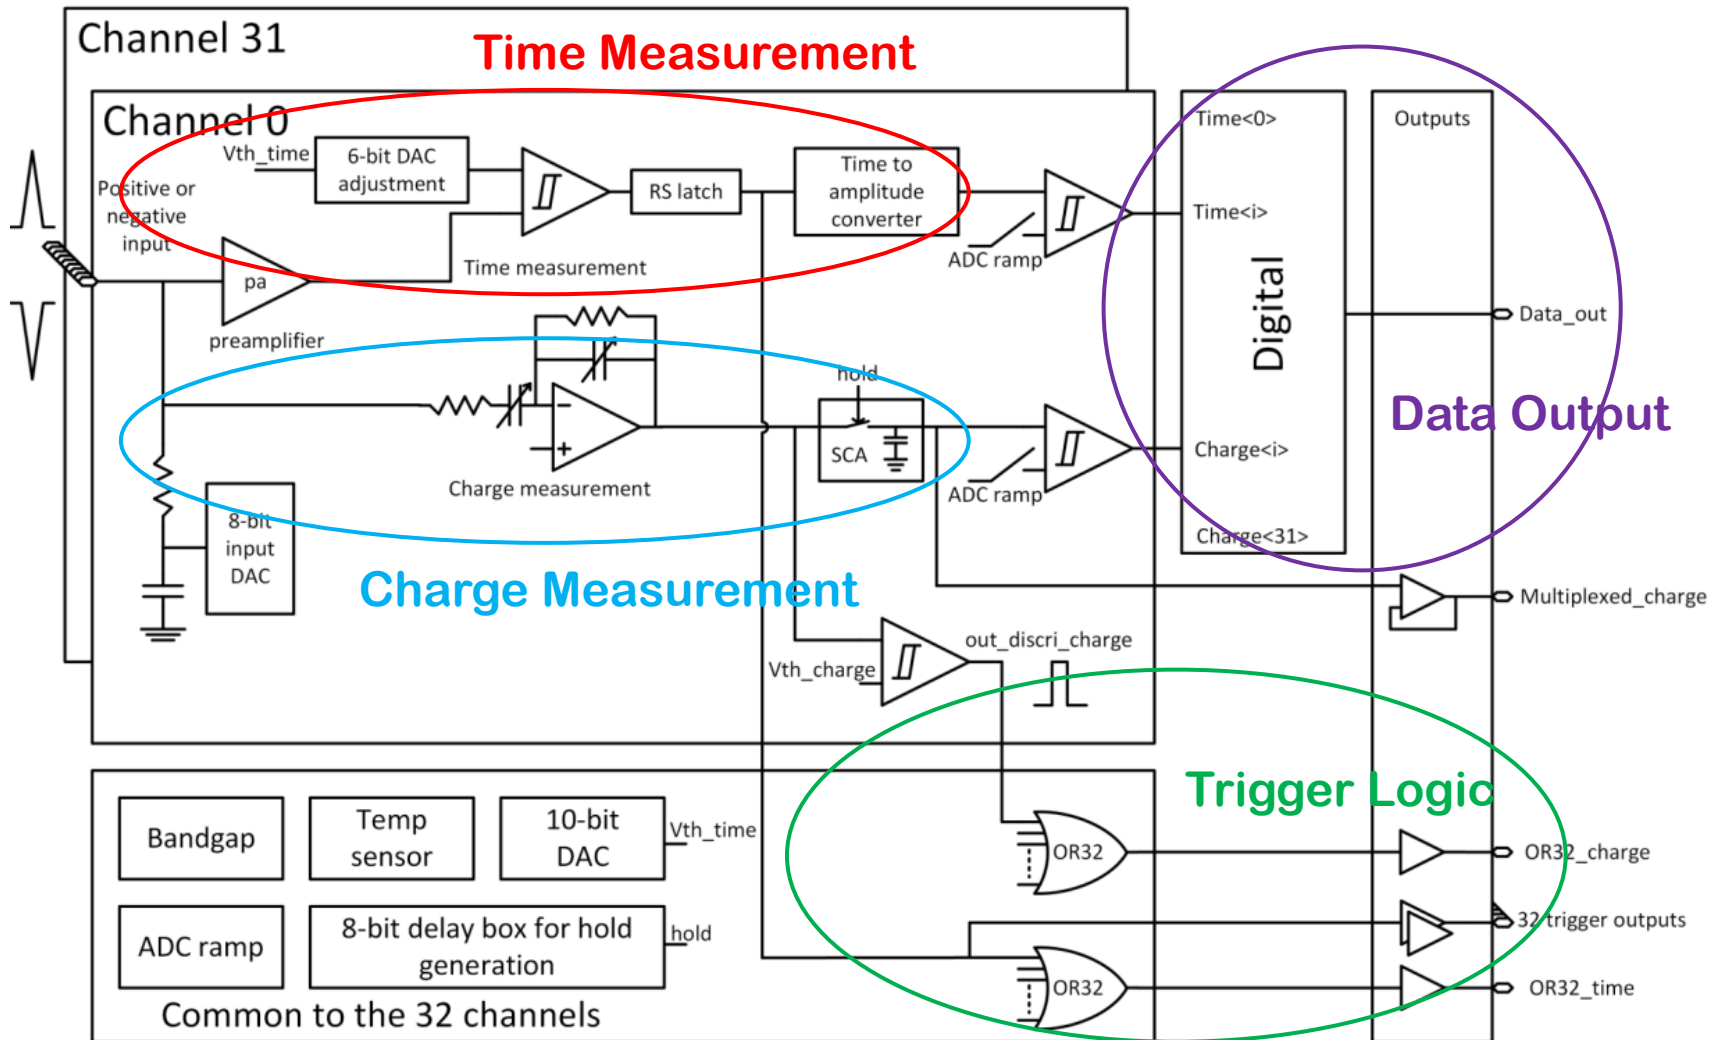 Channel 31
Time Measurement
Channel 0
Vth_time
6-bit DAC
adjustment
RS latch
Time to
amplitude
converter
Time<0>
Outputs
Positive or
negative
input
Time<i>
ADC ramp
Time measurement
pa
preamplifier
Digital
Data_out
hold
Data Output
SCA
Charge<i>
Charge measurement
ADC ramp
8-bit
input
DAC
Charge<31>
Charge Measurement
Multiplexed_charge
out_discri_charge
Vth_charge
Trigger Logic
Bandgap
Temp
sensor
10-bit
DAC
Vth_time
OR32
OR32_charge
ADC ramp
8-bit delay box for hold
generation
hold
32 trigger outputs
OR32
OR32_time
Common to the 32 channels
+
−